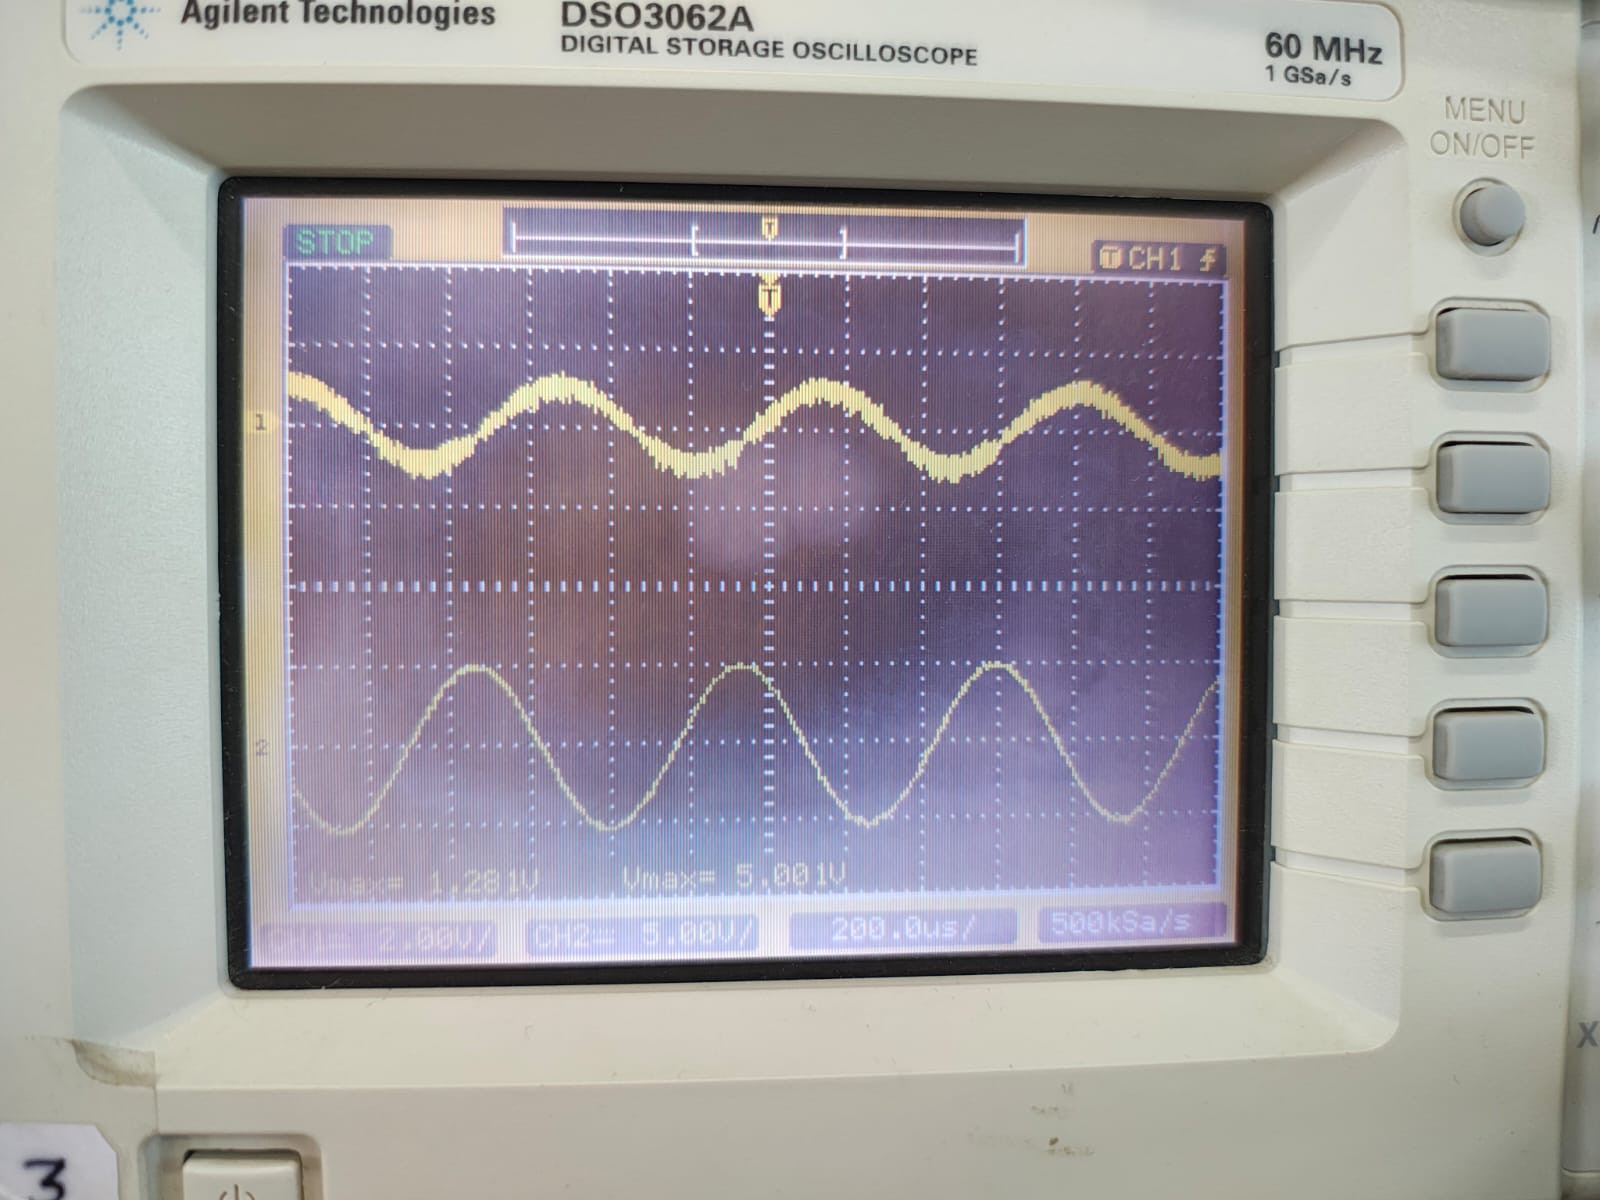 Agilent Technologies
DSO3062A
DIGITAL STORAGE OSCILLOSCOPE
60 MHz
1 GSa/s
MENU
ON/OFF
STOP
T
T CH1
T
1
2
Vmax= 1.281V Vmax= 5.001V
CH1= 2.00V/ CH2= 5.00V/ 200.0us/ 500kSa/s
X
3